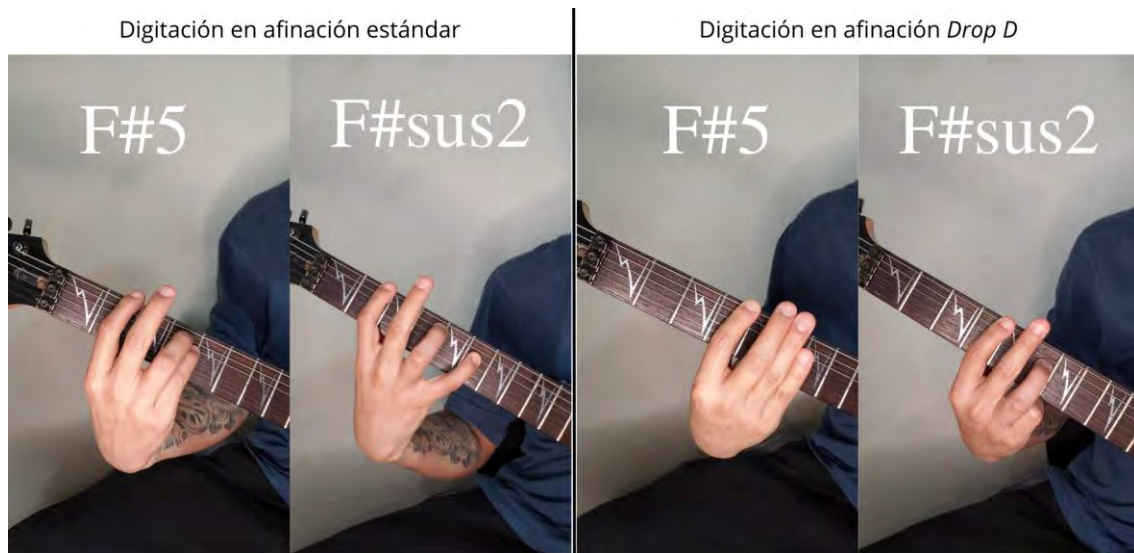 Digitación en afinación estándar
Digitación en afinación Drop D
F#5
F#sus2
F#5
F#sus2